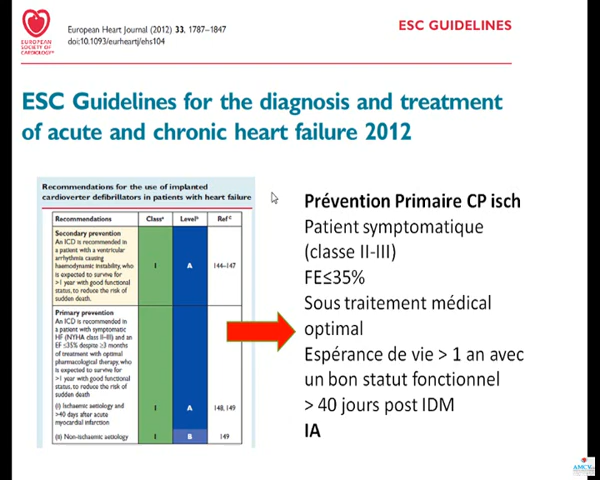 EUROPEAN
SOCIETY OF
CARDIOLOGY
European Heart Journal (2012) 33, 1787–1847
doi:10.1093/eurheartj/ehs104
ESC GUIDELINES
ESC Guidelines for the diagnosis and treatment
of acute and chronic heart failure 2012
Recommendations for the use of implanted
cardioverter defibrillators in patients with heart failure
Recommendations Class a Level b Ref C
Secondary prevention
An ICD is recommended in
a patient with a ventricular
arrhythmia causing
haemodynamic instability, who
is expected to survive for
>1 year with good functional
status, to reduce the risk of
sudden death.
I A 144–147
Primary prevention
An ICD is recommended in
a patient with symptomatic
HF (NYHA class II–III) and an
EF ≤35% despite ≥3 months
of treatment with optimal
pharmacological therapy, who
is expected to survive for
>1 year with good functional
status, to reduce the risk of
sudden death
(i) Ischaemic aetiology and
>40 days after acute
myocardial infarction
I A 148, 149
(ii) Non-ischaemic aetiology I B 149
Prévention Primaire CP isch
Patient symptomatique
(classe II-III)
FE≤35%
Sous traitement médical
optimal
Espérance de vie > 1 an avec
un bon statut fonctionnel
> 40 jours post IDM
IA